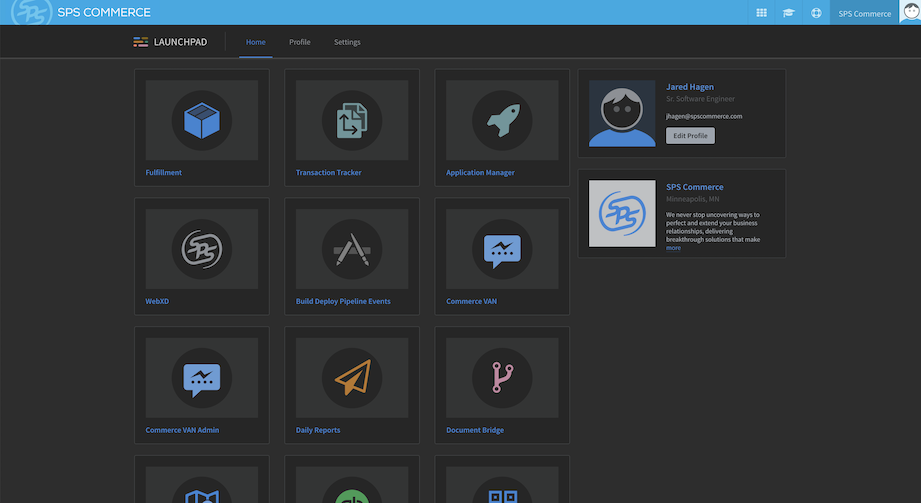 SPS COMMERCE
SPS Commerce
LAUNCHPAD
Home
Profile
Settings
Fulfillment
Transaction Tracker
Application Manager
Jared Hagen
Sr. Software Engineer
jhagen@spscommerce.com
Edit Profile
SPS
SPS Commerce
Minneapolis, MN
We never stop uncovering ways to
perfect and extend your business
relationships, delivering
breakthrough solutions that make
more
SPS
WebXD
Build Deploy Pipeline Events
Commerce VAN
Commerce VAN Admin
Daily Reports
Document Bridge